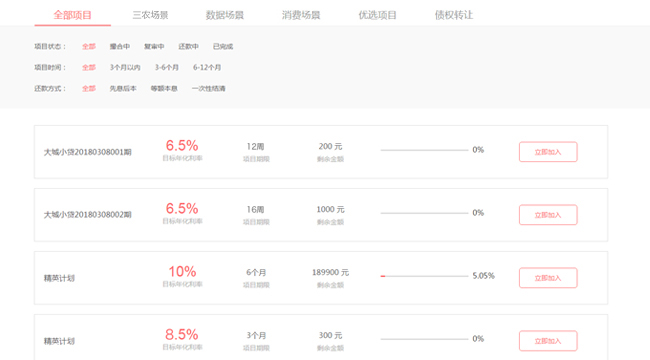 全部项目 三农场景 数据场景 消费场景 优选项目 债权转让
项目状态： 全部 撮合中 复审中 还款中 已完成
项目时间： 全部 3个月以内 3-6个月 6-12个月
还款方式： 全部 先息后本 等额本息 一次性结清
大城小贷20180308001期 6.5% 12周 200 元 0% 立即加入
目标年化利率 项目期限 剩余金额
大城小贷20180308002期 6.5% 16周 1000 元 0% 立即加入
目标年化利率 项目期限 剩余金额
精英计划 10% 6个月 189900 元 5.05% 立即加入
目标年化利率 项目期限 剩余金额
精英计划 8.5% 3个月 300 元 0% 立即加入
目标年化利率 项目期限 剩余金额